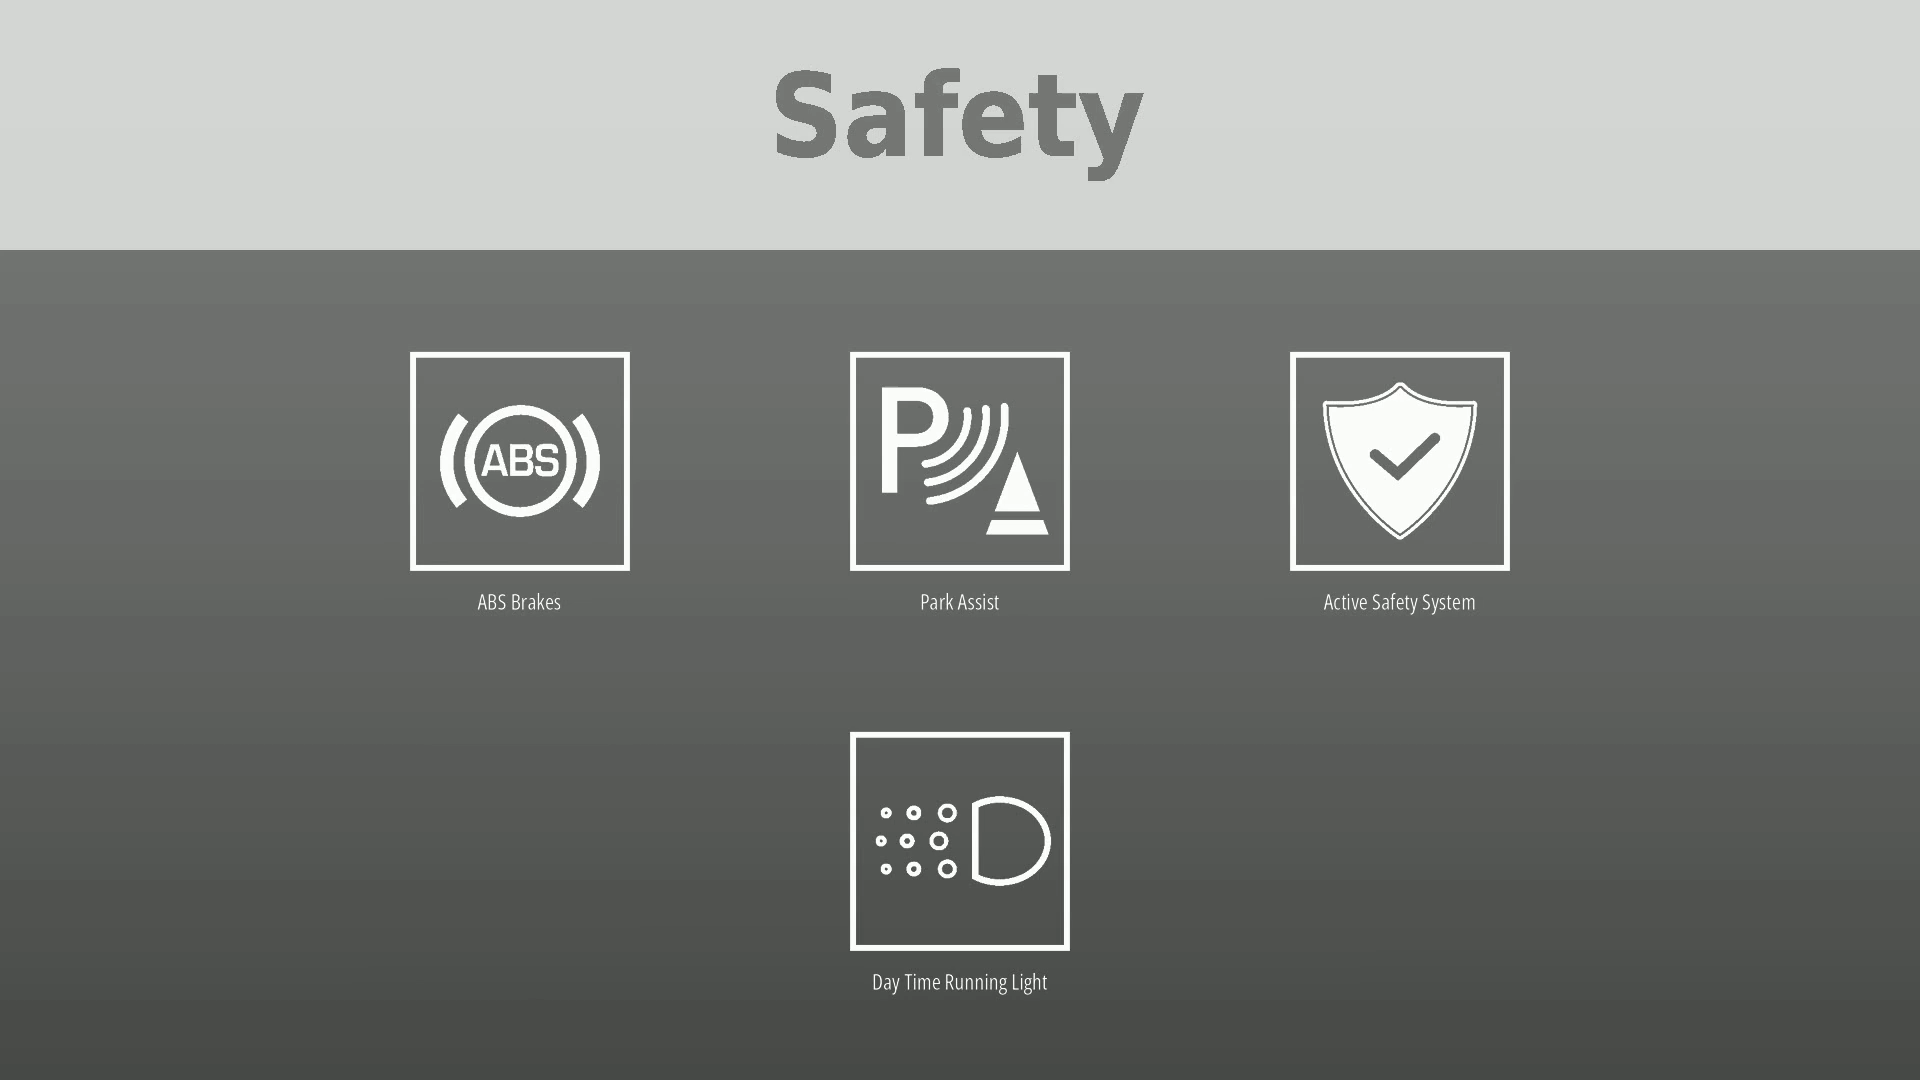 Safety
ABS
P
ABS Brakes
Park Assist
Active Safety System
Day Time Running Light